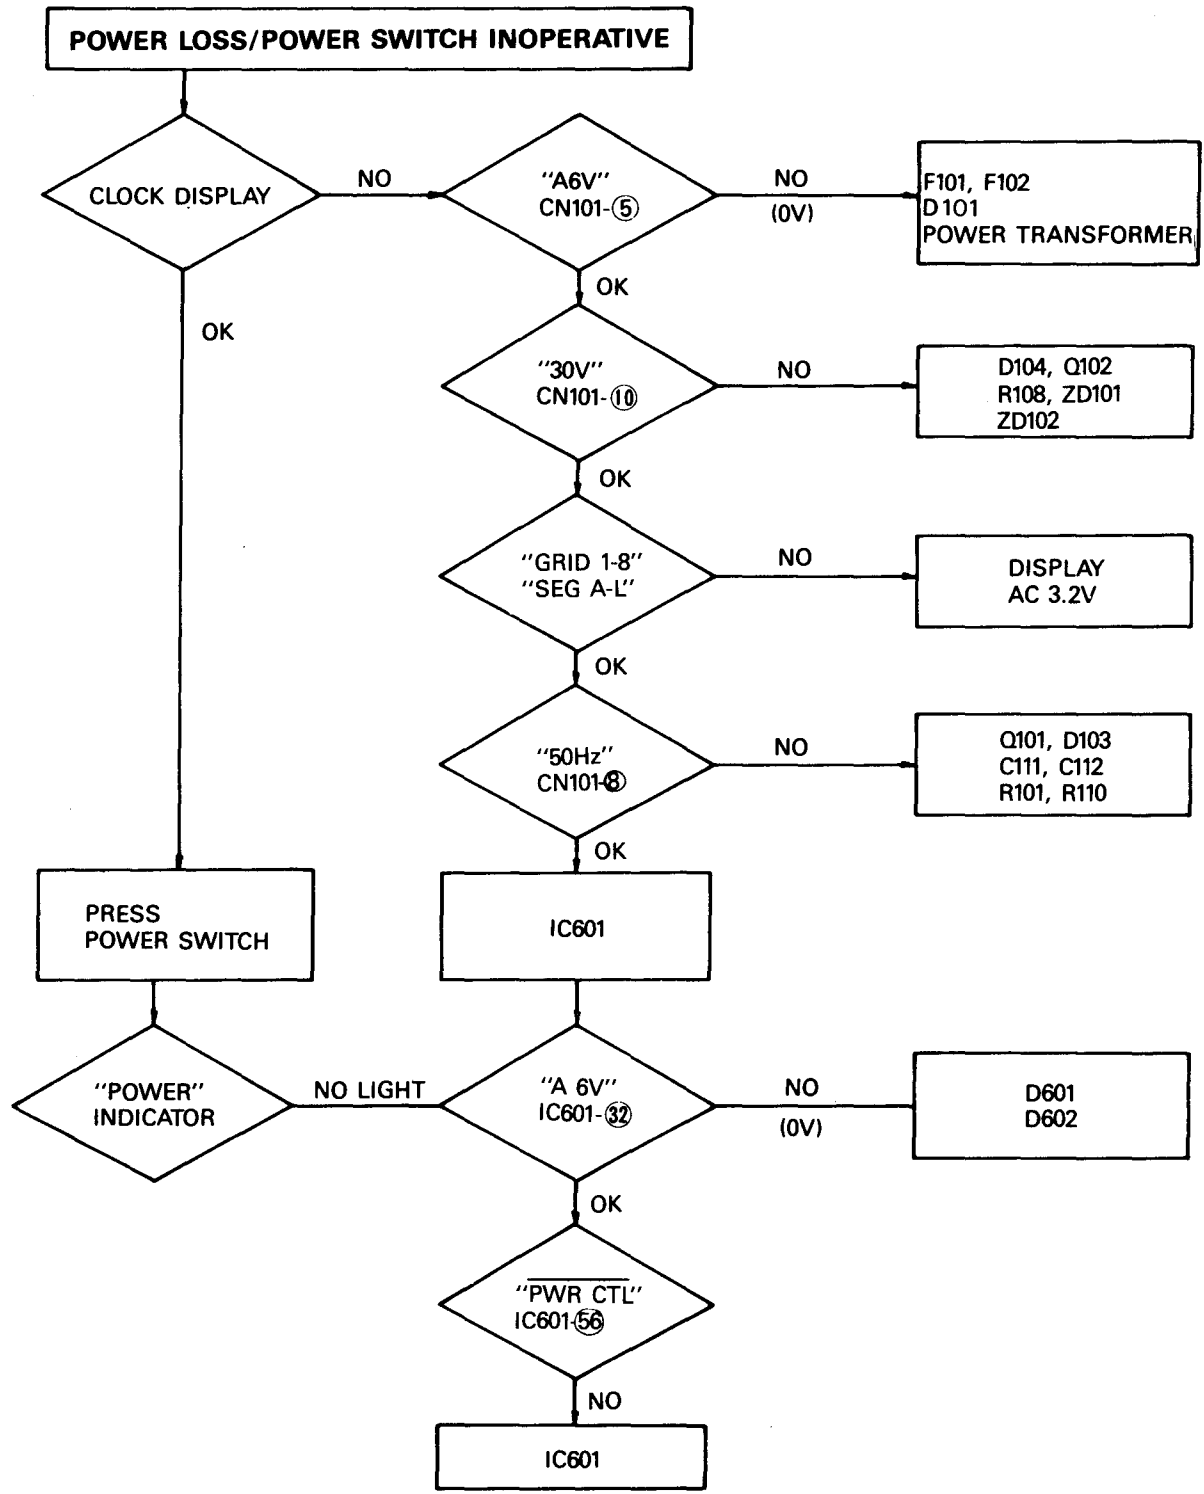 POWER LOSS/POWER SWITCH INOPERATIVE
CLOCK DISPLAY
NO
"A6V"
CN101-⑤
NO
(0V)
F101, F102
D101
POWER TRANSFORMER
OK
OK
"30V"
CN101-⑩
NO
D104, Q102
R108, ZD101
ZD102
OK
"GRID 1-8"
"SEG A-L"
NO
DISPLAY
AC 3.2V
OK
"50Hz"
CN101-⑧
NO
Q101, D103
C111, C112
R101, R110
OK
PRESS
POWER SWITCH
IC601
"POWER"
INDICATOR
NO LIGHT
"A 6V"
IC601-㉜
NO
(0V)
D601
D602
OK
"PWR CTL"
IC601-56
NO
IC601